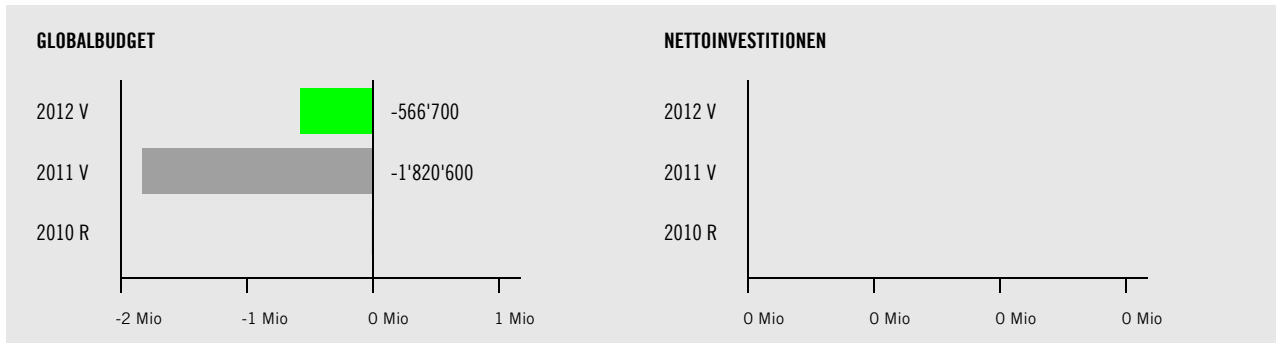 GLOBALBUDGET
2012 V -566'700
2011 V -1'820'600
2010 R
-2 Mio -1 Mio 0 Mio 1 Mio
NETTOINVESTITIONEN
2012 V
2011 V
2010 R
0 Mio 0 Mio 0 Mio 0 Mio